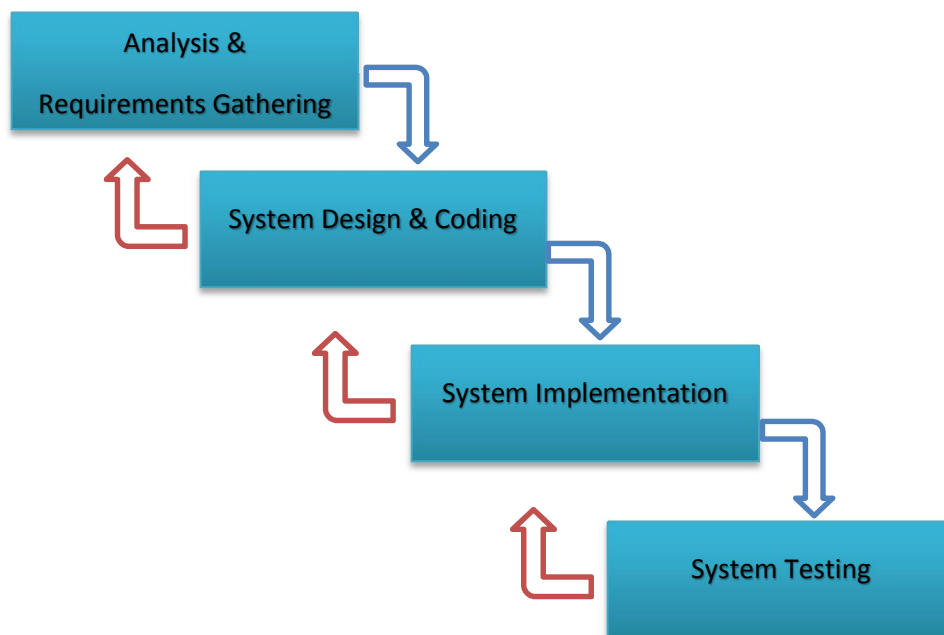 Analysis &
Requirements Gathering
System Design & Coding
System Implementation
System Testing